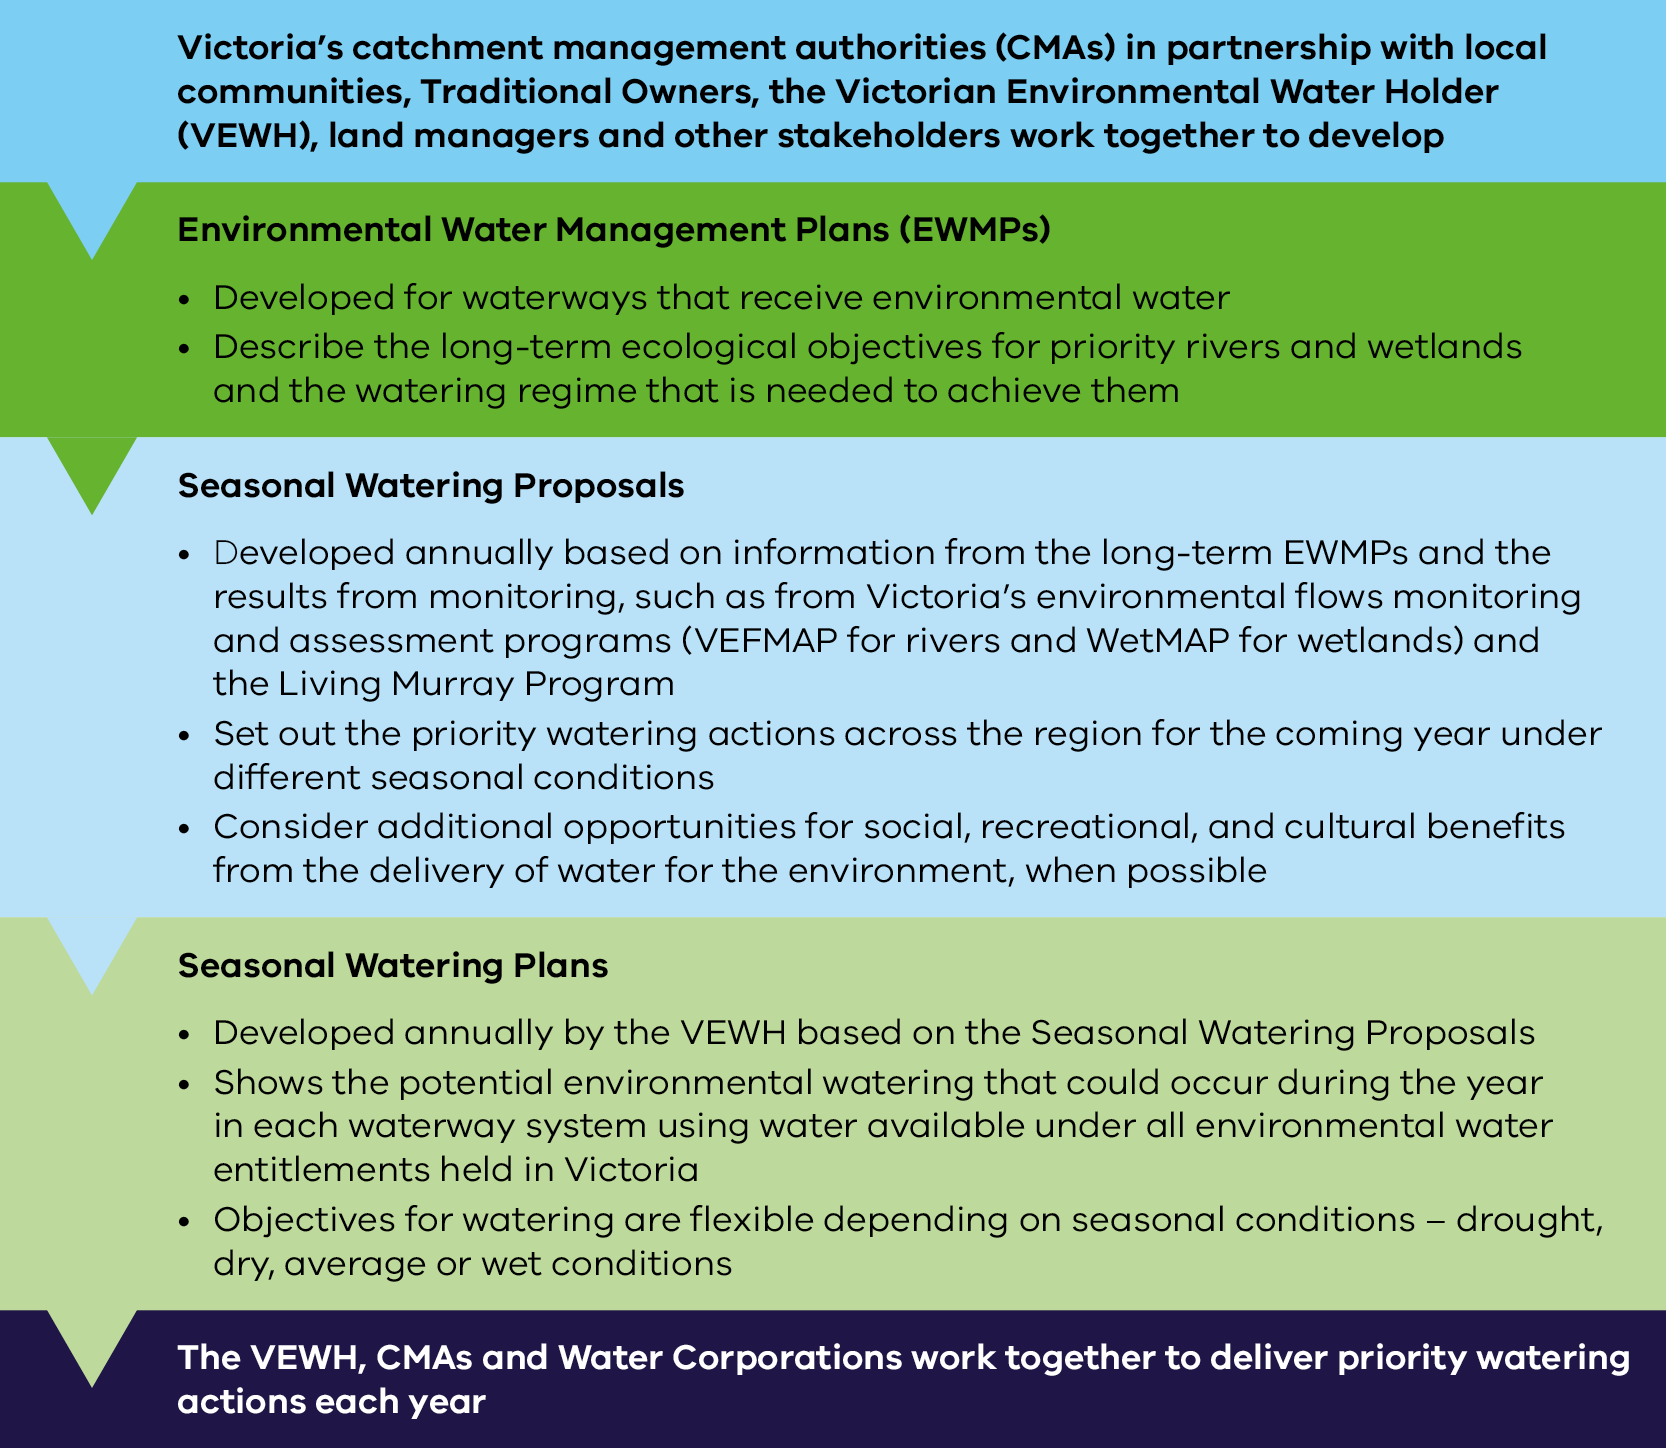 Victoria’s catchment management authorities (CMAs) in partnership with local
communities, Traditional Owners, the Victorian Environmental Water Holder
(VEWH), land managers and other stakeholders work together to develop
Environmental Water Management Plans (EWMPs)
• Developed for waterways that receive environmental water
• Describe the long-term ecological objectives for priority rivers and wetlands
and the watering regime that is needed to achieve them
Seasonal Watering Proposals
• Developed annually based on information from the long-term EWMPs and the
results from monitoring, such as from Victoria’s environmental flows monitoring
and assessment programs (VEFMAP for rivers and WetMAP for wetlands) and
the Living Murray Program
• Set out the priority watering actions across the region for the coming year under
different seasonal conditions
• Consider additional opportunities for social, recreational, and cultural benefits
from the delivery of water for the environment, when possible
Seasonal Watering Plans
• Developed annually by the VEWH based on the Seasonal Watering Proposals
• Shows the potential environmental watering that could occur during the year
in each waterway system using water available under all environmental water
entitlements held in Victoria
• Objectives for watering are flexible depending on seasonal conditions – drought,
dry, average or wet conditions
The VEWH, CMAs and Water Corporations work together to deliver priority watering
actions each year